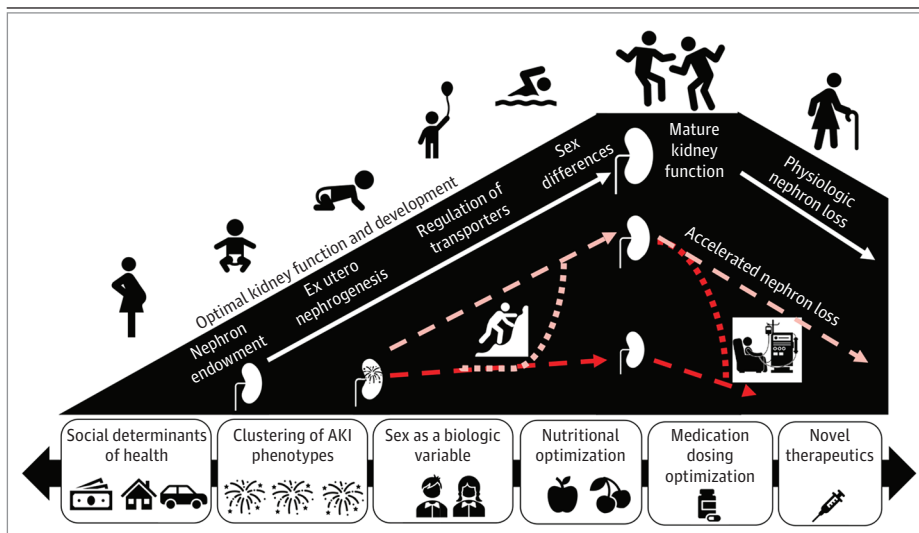 Optimal kidney function and development
Nephron
endowment
Ex utero
nephrogenesis
Regulation of
transporters
Sex
differences
Mature
kidney
function
Physiologic
nephron loss
Accelerated nephron loss
Social determinants
of health
Clustering of AKI
phenotypes
Sex as a biologic
variable
Nutritional
optimization
Medication
dosing
optimization
Novel
therapeutics